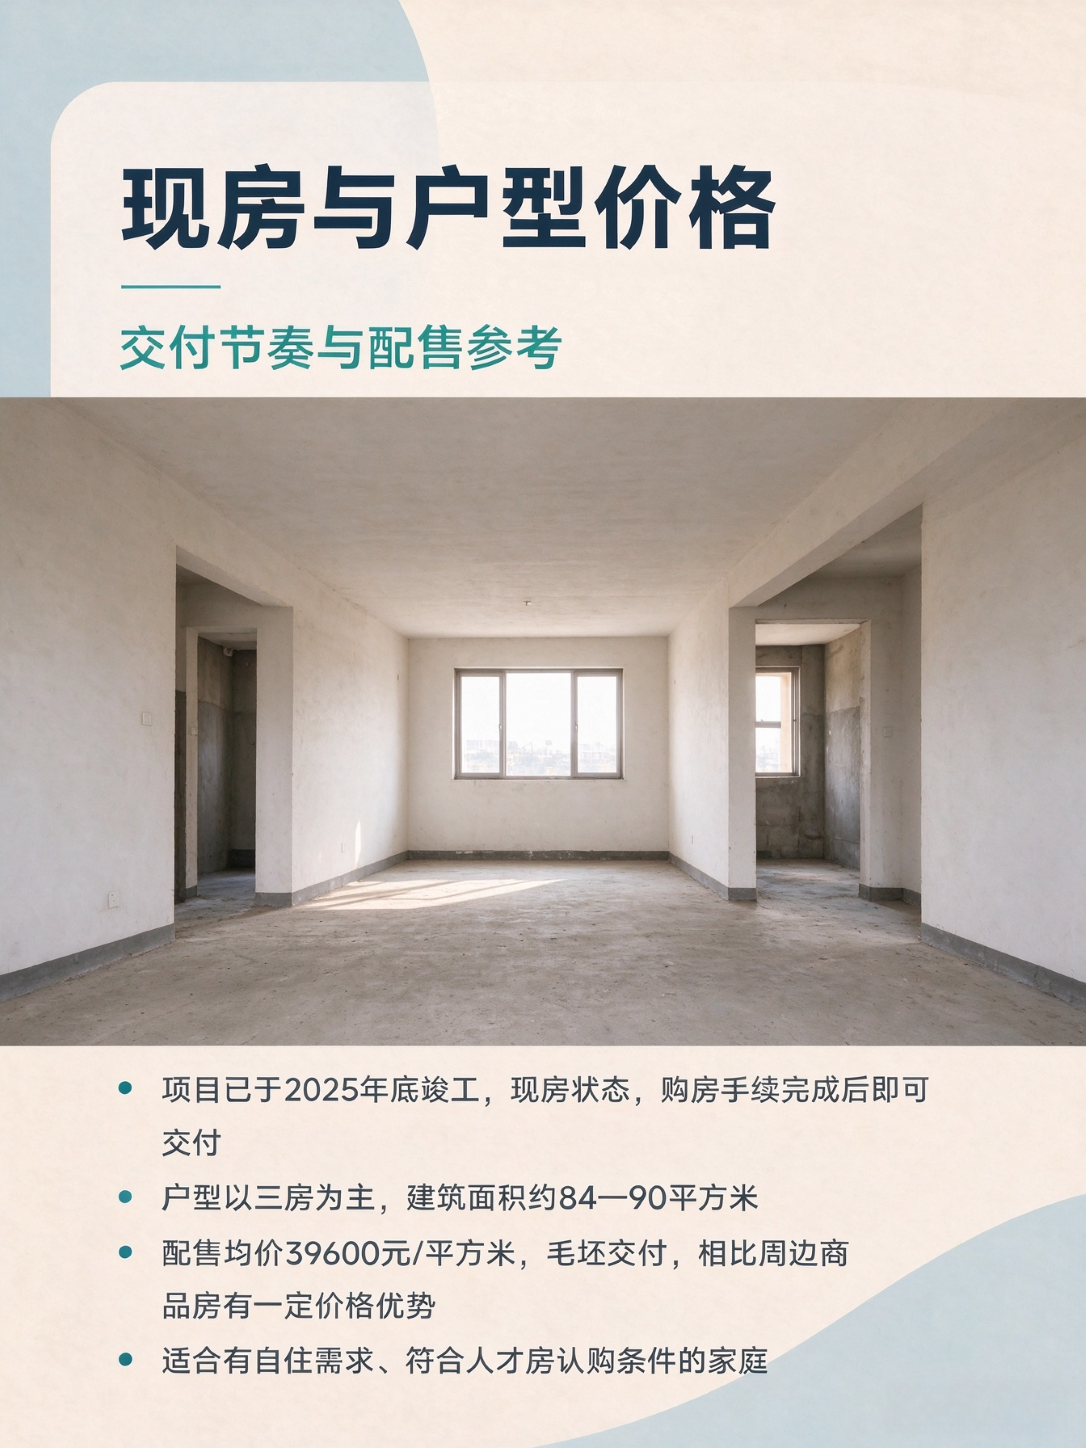 现房与户型价格
交付节奏与配售参考
项目已于2025年底竣工，现房状态，购房手续完成后即可
交付
户型以三房为主，建筑面积约84—90平方米
配售均价39600元/平方米，毛坯交付，相比周边商
品房有一定价格优势
适合有自住需求、符合人才房认购条件的家庭